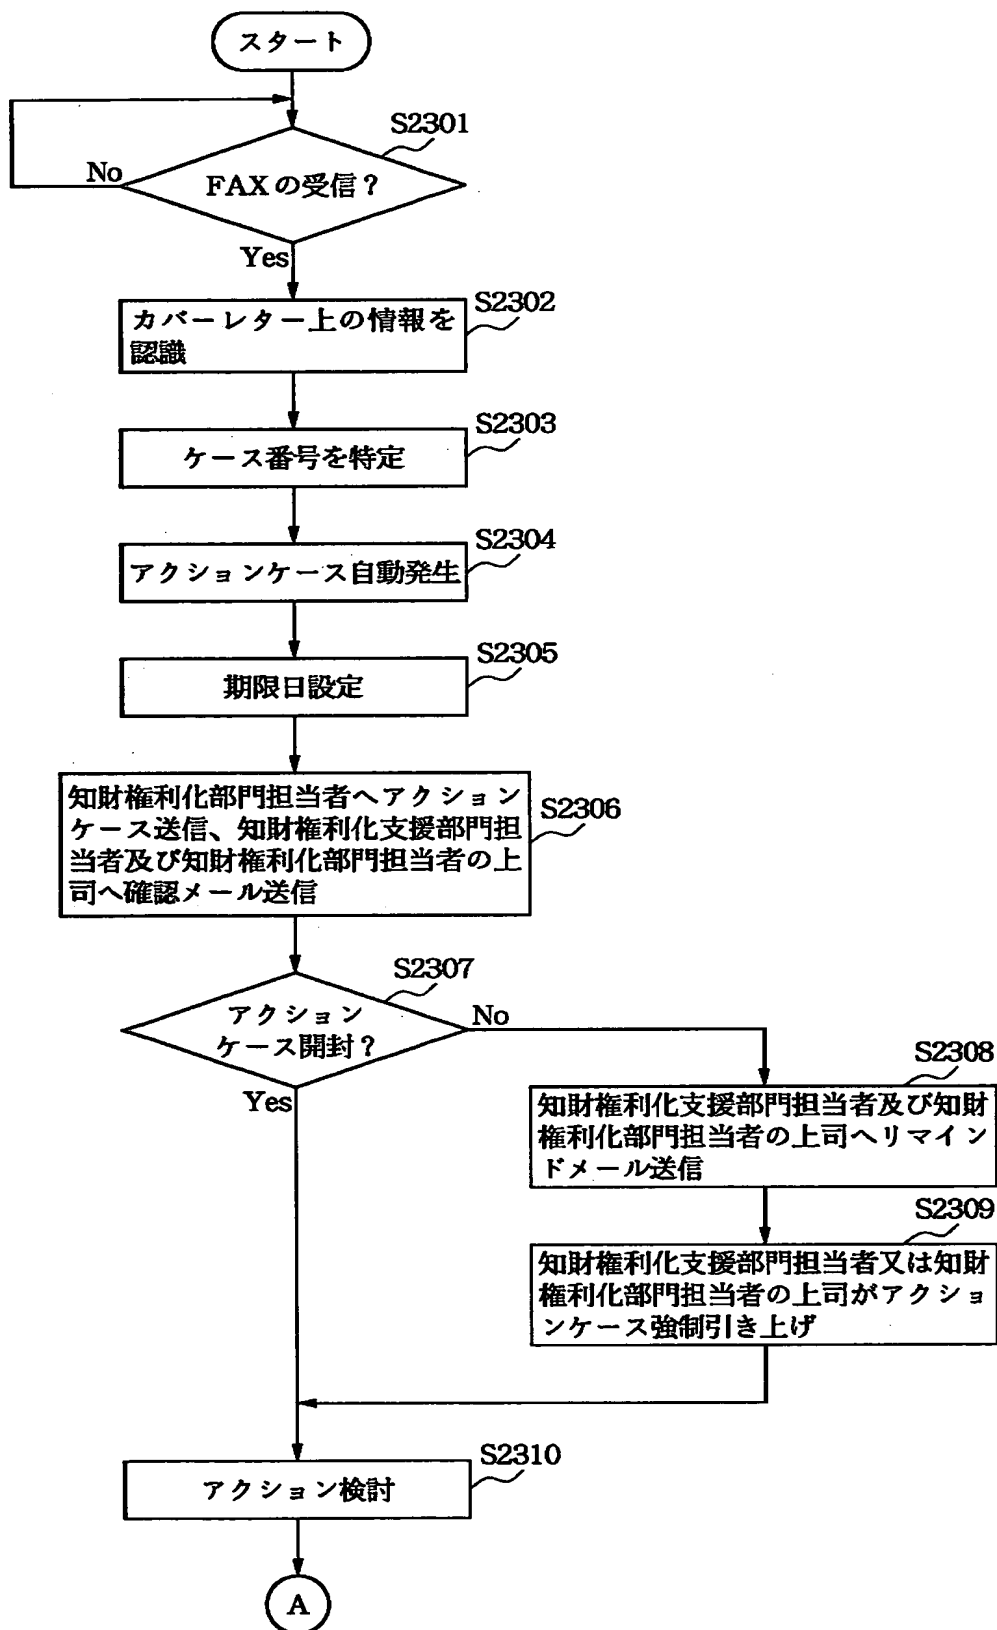 スタート
S2301
No
FAXの受信？
Yes
S2302
カバーレター上の情報を
認識
S2303
ケース番号を特定
S2304
アクションケース自動発生
S2305
期限日設定
S2306
知財権利化部門担当者へアクション
ケース送信、知財権利化支援部門担
当者及び知財権利化部門担当者の上
司へ確認メール送信
S2307
アクション
ケース開封？
No
Yes
S2308
知財権利化支援部門担当者及び知財
権利化部門担当者の上司へリマイン
ドメール送信
S2309
知財権利化支援部門担当者又は知財
権利化部門担当者の上司がアクショ
ンケース強制引き上げ
S2310
アクション検討
A